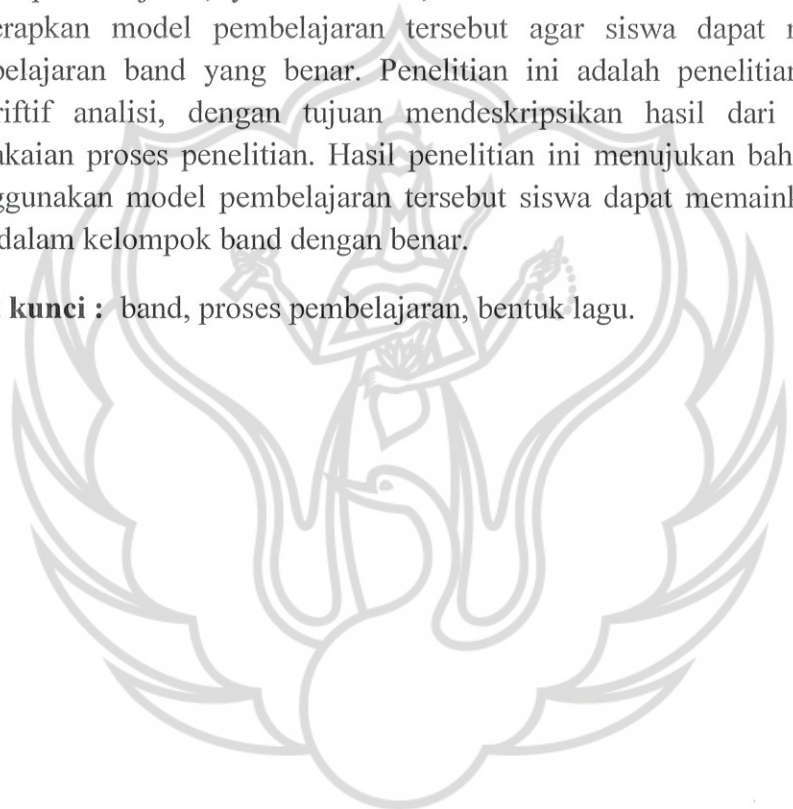 erapkan model pembelajaran tersebut agar siswa dapat
belajaran band yang benar. Penelitian ini adalah penelitian
riftif analisi, dengan tujuan mendeskripsikan hasil dari
akaian proses penelitian. Hasil penelitian ini menujukan bah
ggunakan model pembelajaran tersebut siswa dapat memain
dalam kelompok band dengan benar.
kunci : band, proses pembelajaran, bentuk lagu.